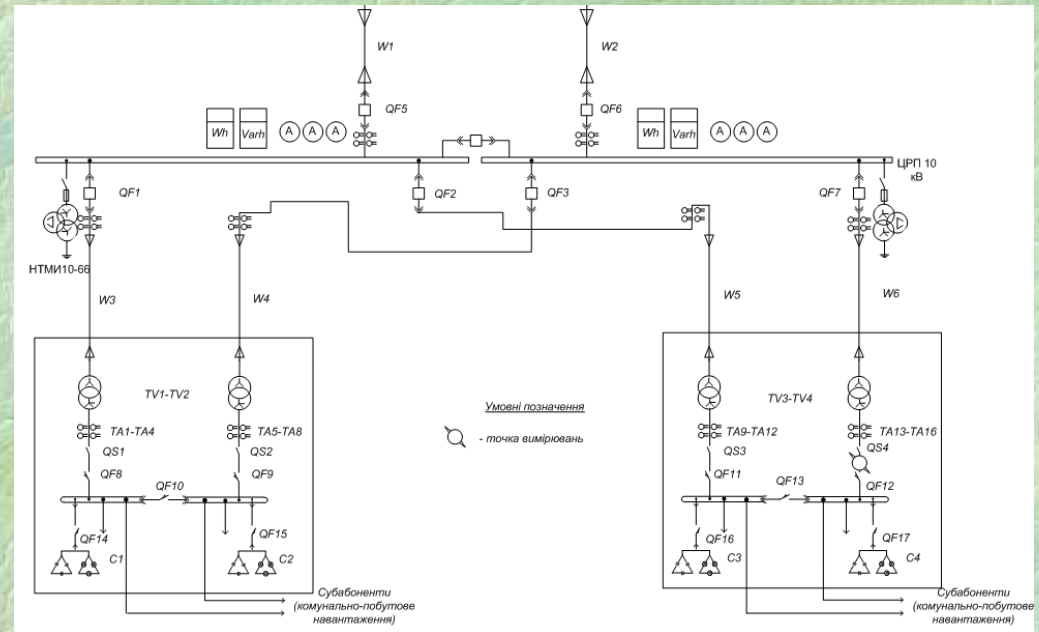 W1
W2
QF5
QF6
Wh
Varh
A
A
A
Wh
Varh
A
A
A
ЦРП 10
кВ
QF1
QF2
QF3
QF7
НТМИ10-66
W3
W4
W5
W6
TV1-TV2
TV3-TV4
Умовні позначення
- точка вимірювань
TA1-TA4
TA5-TA8
TA9-TA12
TA13-TA16
QS1
QS2
QS3
QS4
QF8
QF9
QF11
QF12
QF10
QF13
QF14
QF15
QF16
QF17
C1
C2
C3
C4
Субабоненти
(комунально-побутове
навантаження)
Субабоненти
(комунально-побутове
навантаження)